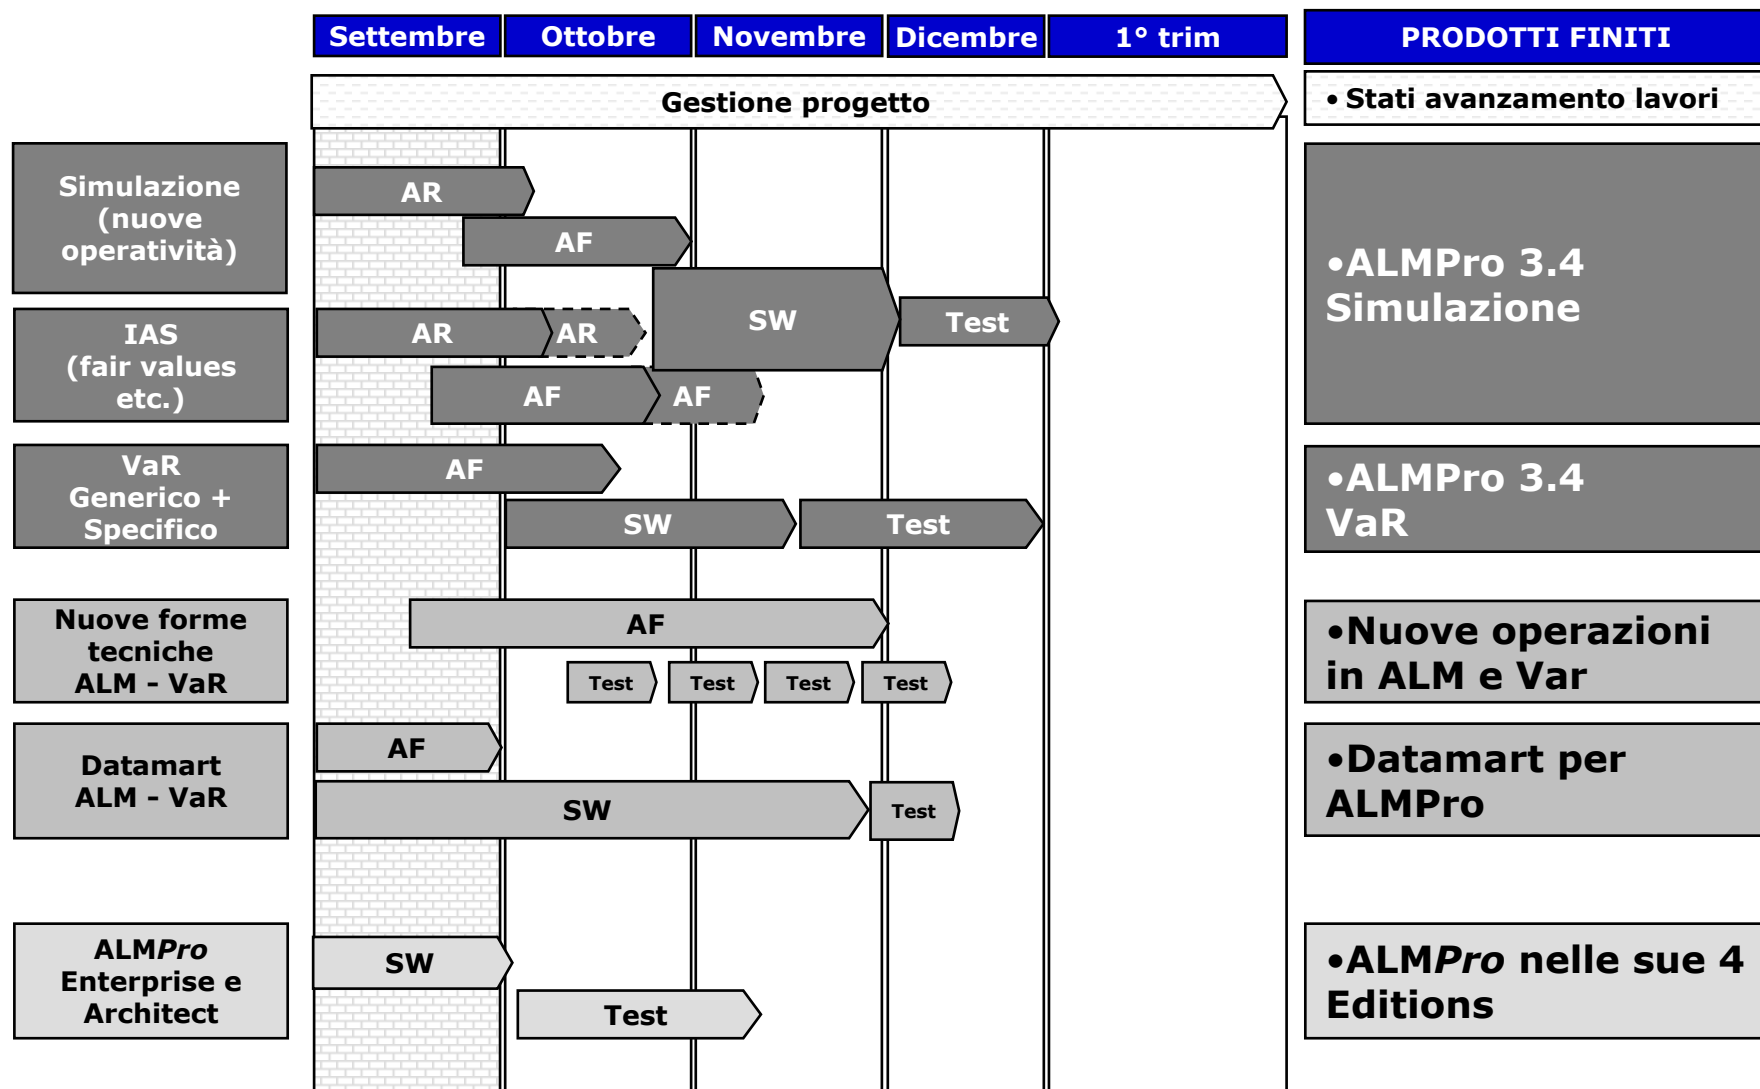 Settembre Ottobre Novembre Dicembre 1° trim PRODOTTI FINITI
Gestione progetto
• Stati avanzamento lavori
Simulazione
(nuove
operatività)
AR
AF
IAS
(fair values
etc.)
AR AR
AF AF
SW
Test
•ALMPro 3.4
Simulazione
VaR
Generico +
Specifico
AF
SW Test
•ALMPro 3.4
VaR
Nuove forme
tecniche
ALM - VaR
AF
Test Test Test Test
•Nuove operazioni
in ALM e Var
Datamart
ALM - VaR
AF
SW Test
•Datamart per
ALMPro
ALMPro
Enterprise e
Architect
SW
Test
•ALMPro nelle sue 4
Editions